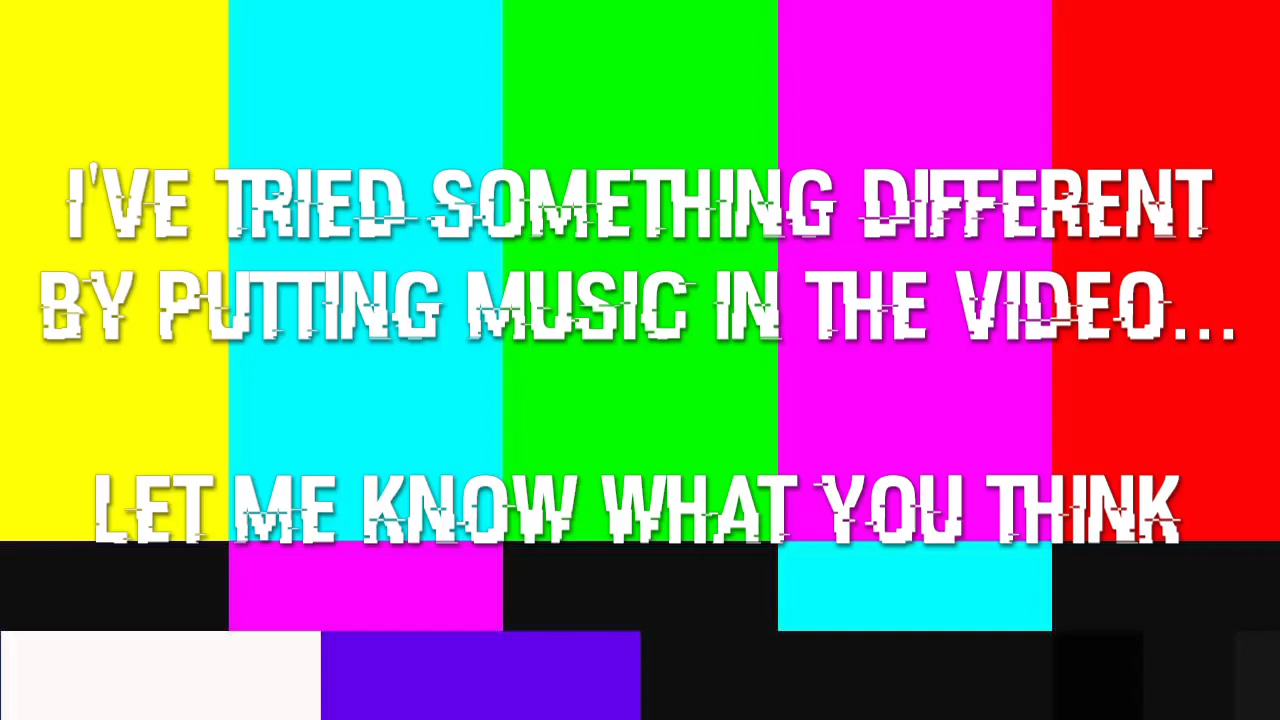 I'VE TRIED SOMETHING DIFFERENT
BY PUTTING MUSIC IN THE VIDEO...
LET ME KNOW WHAT YOU THINK